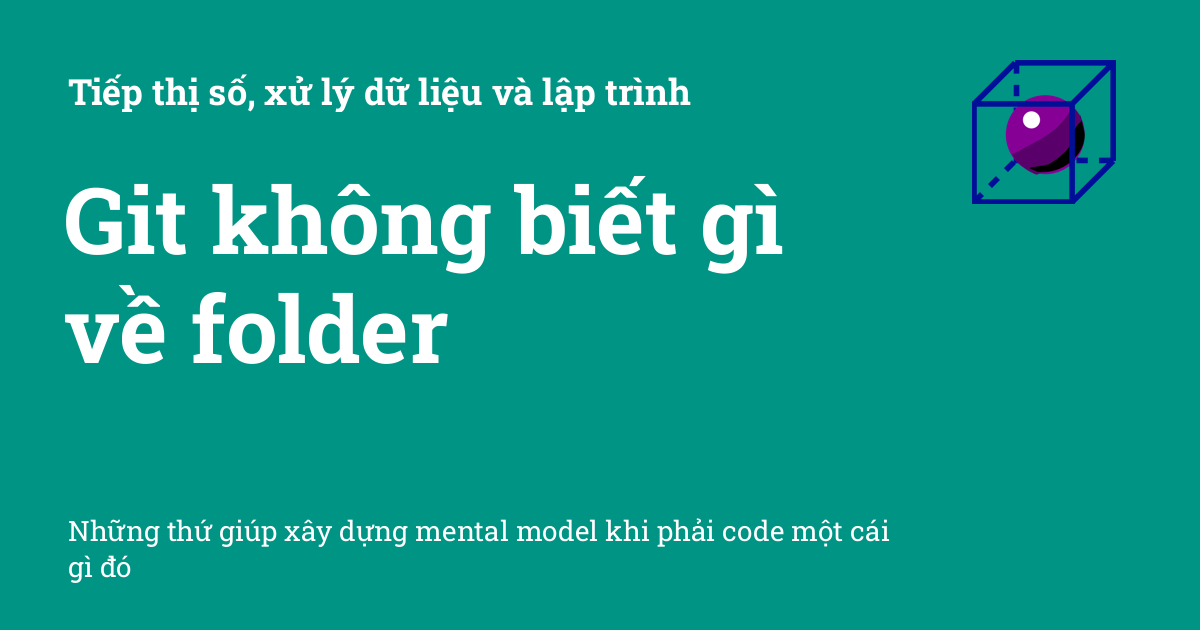 Tiếp thị số, xử lý dữ liệu và lập trình
Git không biết gì
về folder
Những thứ giúp xây dựng mental model khi phải code một cái
gì đó